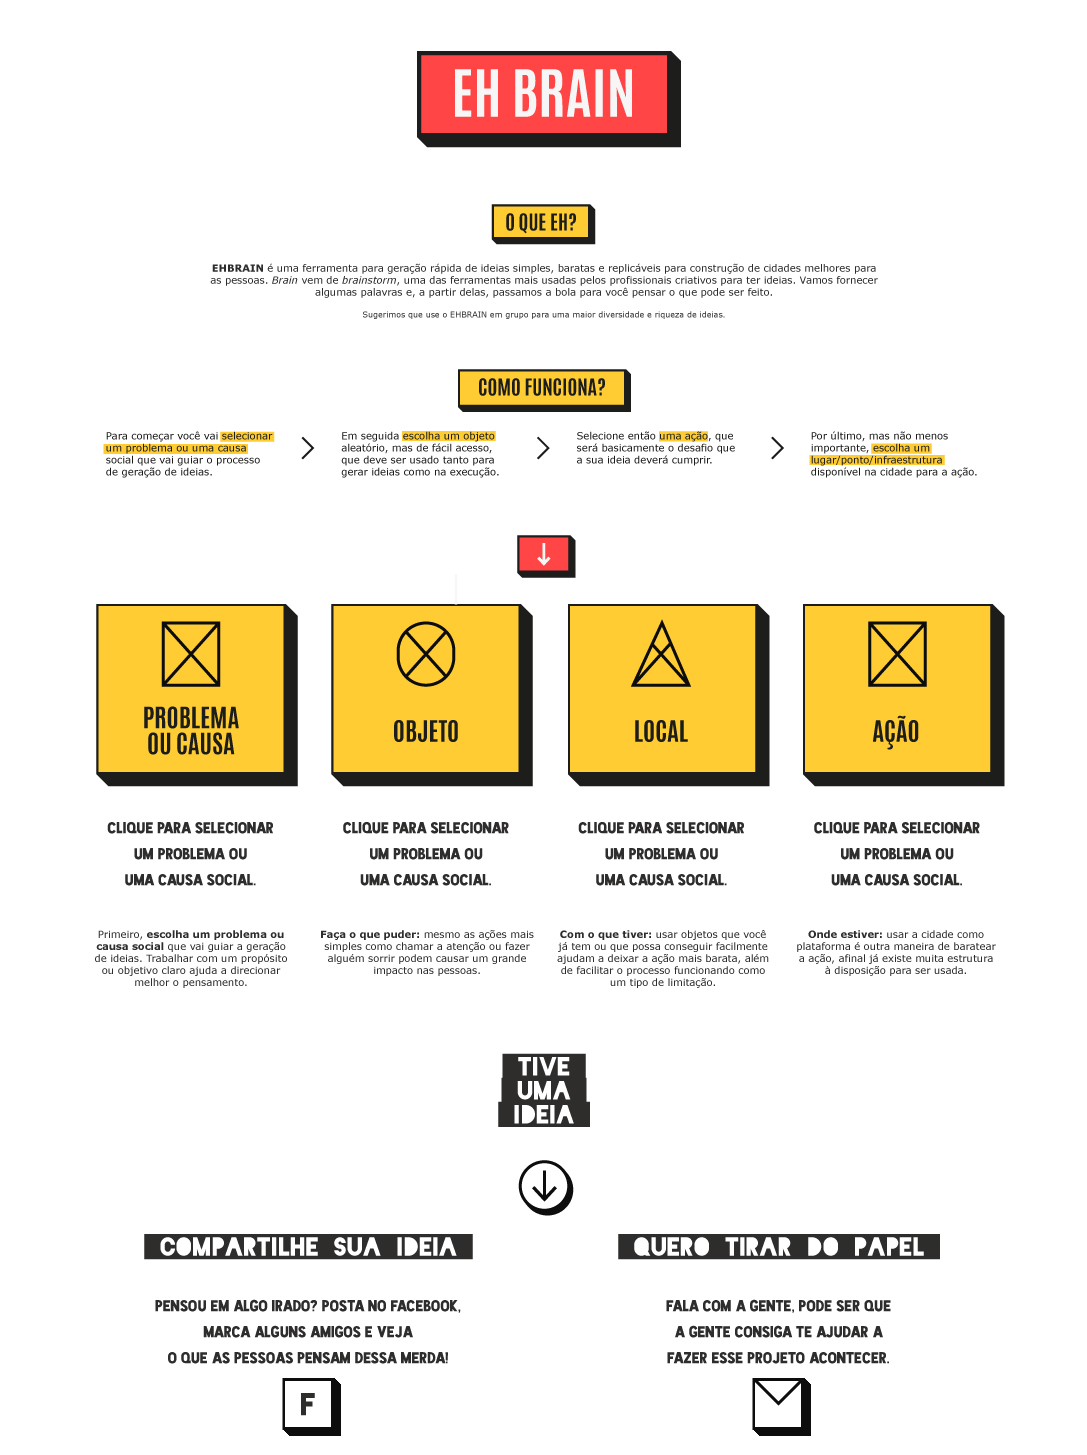 EH BRAIN
O QUE EH?
EHBRAIN é uma ferramenta para geração rápida de ideias simples, baratas e replicáveis para construção de cidades melhores para
as pessoas. Brain vem de brainstorm, uma das ferramentas mais usadas pelos profissionais criativos para ter ideias. Vamos fornecer
algumas palavras e, a partir delas, passamos a bola para você pensar o que pode ser feito.
Sugerimos que use o EHBRAIN em grupo para uma maior diversidade e riqueza de ideias.
COMO FUNCIONA?
Para começar você vai selecionar
um problema ou uma causa
social que vai guiar o processo
de geração de ideias.
Em seguida escolha um objeto
aleatório, mas de fácil acesso,
que deve ser usado tanto para
gerar ideias como na execução.
Selecione então uma ação, que
será basicamente o desafio que
a sua ideia deverá cumprir.
Por último, mas não menos
importante, escolha um
lugar/ponto/infraestrutura
disponível na cidade para a ação.
PROBLEMA
OU CAUSA
OBJETO
LOCAL
AÇÃO
CLIQUE PARA SELECIONAR
UM PROBLEMA OU
UMA CAUSA SOCIAL.
CLIQUE PARA SELECIONAR
UM PROBLEMA OU
UMA CAUSA SOCIAL.
CLIQUE PARA SELECIONAR
UM PROBLEMA OU
UMA CAUSA SOCIAL.
CLIQUE PARA SELECIONAR
UM PROBLEMA OU
UMA CAUSA SOCIAL.
Primeiro, escolha um problema ou
causa social que vai guiar a geração
de ideias. Trabalhar com um propósito
ou objetivo claro ajuda a direcionar
melhor o pensamento.
Faça o que puder: mesmo as ações mais
simples como chamar a atenção ou fazer
alguém sorrir podem causar um grande
impacto nas pessoas.
Com o que tiver: usar objetos que você
já tem ou que possa conseguir facilmente
ajudam a deixar a ação mais barata, além
de facilitar o processo funcionando como
um tipo de limitação.
Onde estiver: usar a cidade como
plataforma é outra maneira de baratear
a ação, afinal já existe muita estrutura
à disposição para ser usada.
TIVE
UMA
IDEIA
COMPARTILHE SUA IDEIA
PENSOU EM ALGO IRADO? POSTA NO FACEBOOK,
MARCA ALGUNS AMIGOS E VEJA
O QUE AS PESSOAS PENSAM DESSA MERDA!
F
QUERO TIRAR DO PAPEL
FALA COM A GENTE, PODE SER QUE
A GENTE CONSIGA TE AJUDAR A
FAZER ESSE PROJETO ACONTECER.